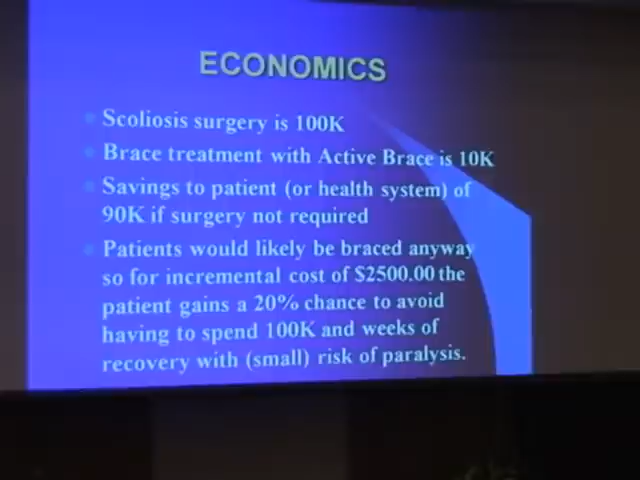 ECONOMICS
Scoliosis surgery is 100K
Brace treatment with Active Brace is 10K
Savings to patient (or health system) of
90K if surgery not required
Patients would likely be braced anyway
so for incremental cost of $2500.00 the
patient gains a 20% chance to avoid
having to spend 100K and weeks of
recovery with (small) risk of paralysis.